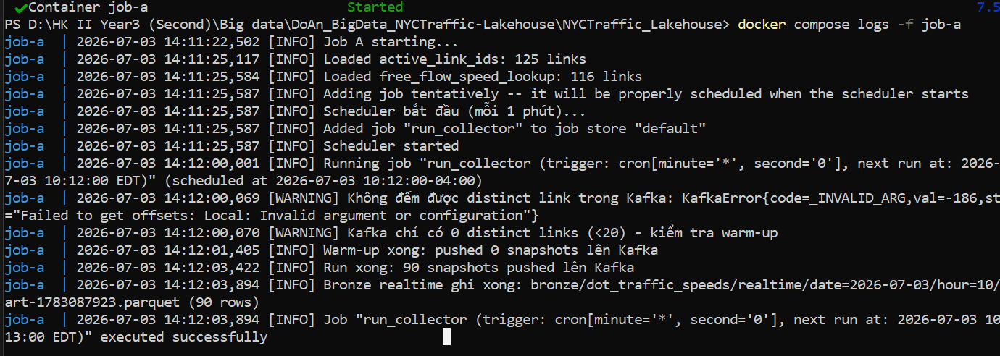 ✔Container job-a Started 7.5
PS D:\HK II Year3 (Second)\Big data\DoAn_BigData_NYCTraffic-Lakehouse\NYCTraffic_Lakehouse> docker compose logs -f job-a
job-a | 2026-07-03 14:11:22,502 [INFO] Job A starting...
job-a | 2026-07-03 14:11:25,117 [INFO] Loaded active_link_ids: 125 links
job-a | 2026-07-03 14:11:25,584 [INFO] Loaded free_flow_speed_lookup: 116 links
job-a | 2026-07-03 14:11:25,587 [INFO] Adding job tentatively -- it will be properly scheduled when the scheduler starts
job-a | 2026-07-03 14:11:25,587 [INFO] Scheduler bắt đầu (mỗi 1 phút)...
job-a | 2026-07-03 14:11:25,587 [INFO] Added job "run_collector" to job store "default"
job-a | 2026-07-03 14:11:25,587 [INFO] Scheduler started
job-a | 2026-07-03 14:12:00,001 [INFO] Running job "run_collector (trigger: cron[minute='*', second='0'], next run at: 2026-
7-03 10:12:00 EDT)" (scheduled at 2026-07-03 10:12:00-04:00)
job-a | 2026-07-03 14:12:00,069 [WARNING] Không đếm được distinct link trong Kafka: KafkaError{code=_INVALID_ARG,val=-186,st
="Failed to get offsets: Local: Invalid argument or configuration"}
job-a | 2026-07-03 14:12:00,070 [WARNING] Kafka chỉ có 0 distinct links (<20) - kiểm tra warm-up
job-a | 2026-07-03 14:12:01,405 [INFO] Warm-up xong: pushed 0 snapshots lên Kafka
job-a | 2026-07-03 14:12:03,422 [INFO] Run xong: 90 snapshots pushed lên Kafka
job-a | 2026-07-03 14:12:03,894 [INFO] Bronze realtime ghi xong: bronze/dot_traffic_speeds/realtime/date=2026-07-03/hour=10/
art-1783087923.parquet (90 rows)
job-a | 2026-07-03 14:12:03,894 [INFO] Job "run_collector (trigger: cron[minute='*', second='0'], next run at: 2026-07-03 10
13:00 EDT)" executed successfully